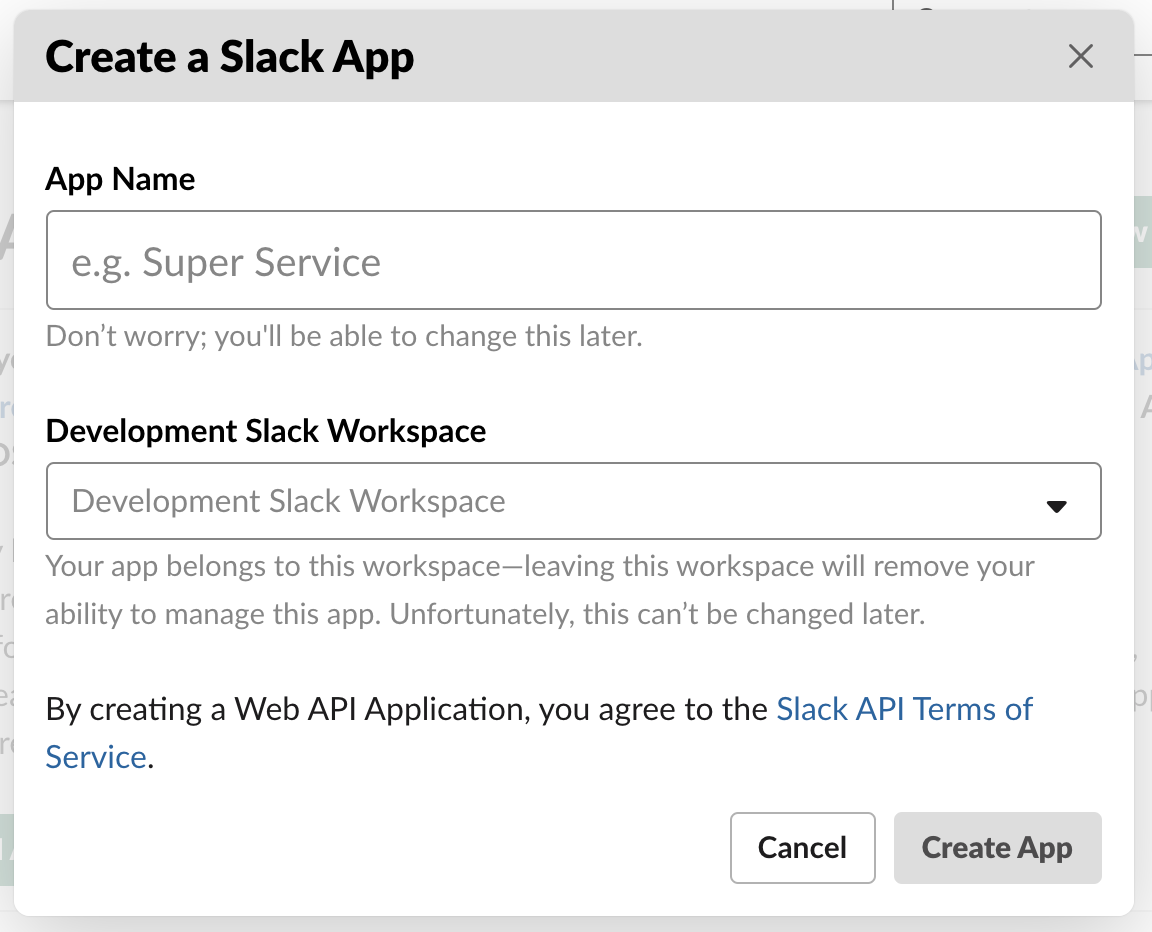 Create a Slack App
App Name
e.g. Super Service
Don’t worry; you'll be able to change this later.
Development Slack Workspace
Development Slack Workspace
Your app belongs to this workspace—leaving this workspace will remove your
ability to manage this app. Unfortunately, this can’t be changed later.
By creating a Web API Application, you agree to the Slack API Terms of
Service.
Cancel
Create App